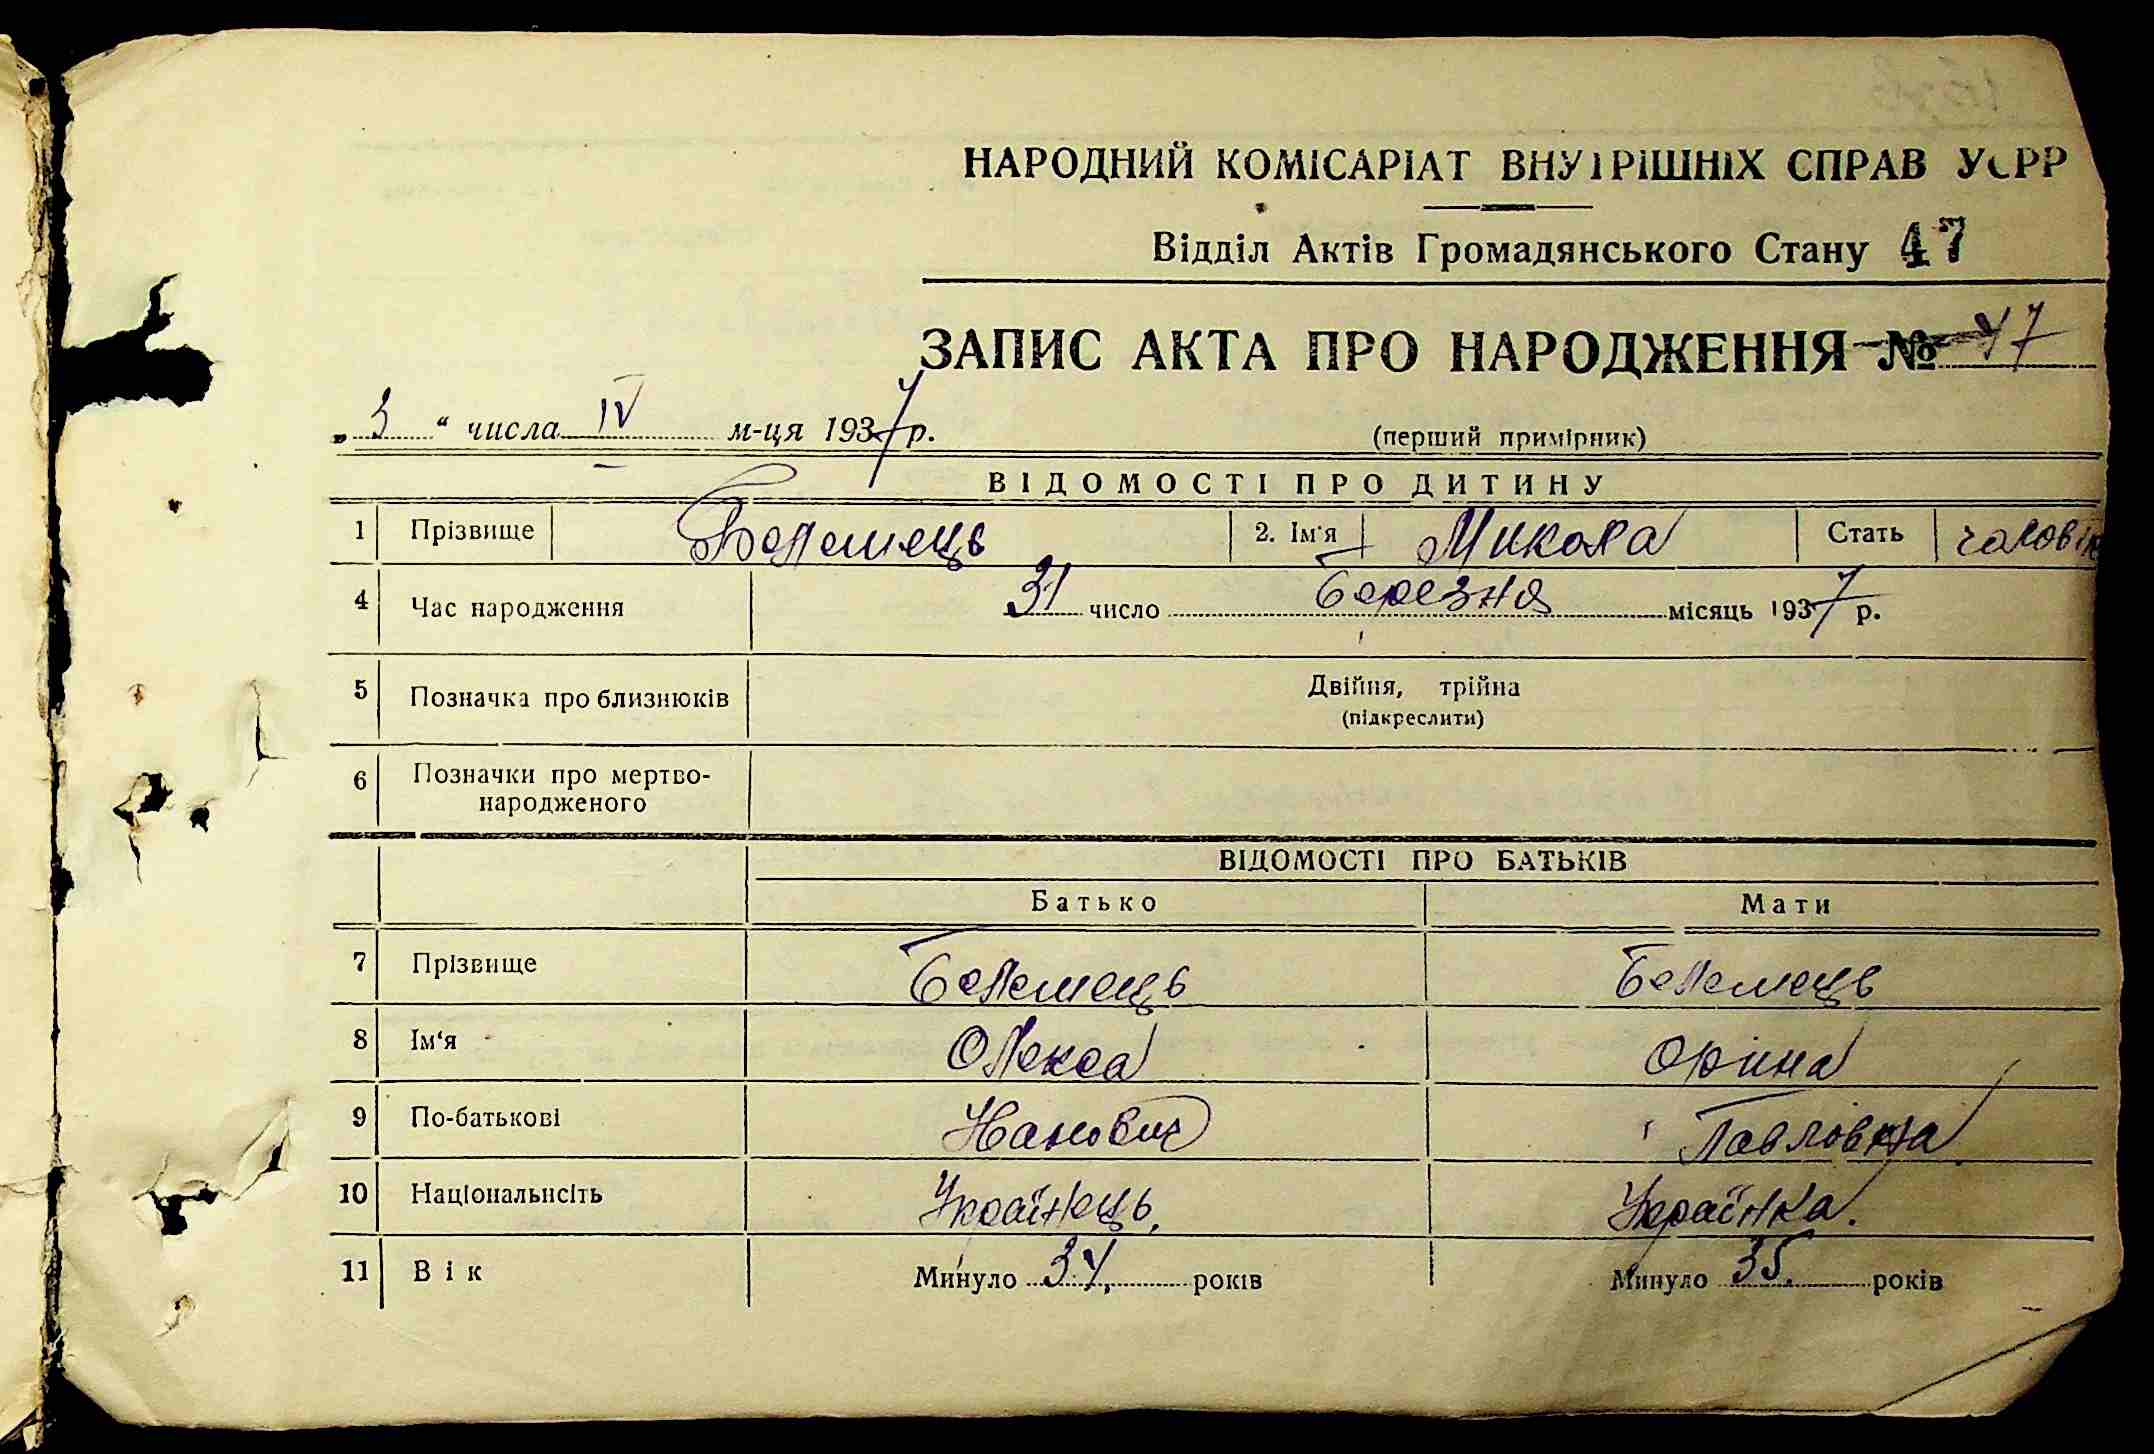 НАРОДНИЙ КОМІСАРІАТ ВНУТРІШНІХ СПРАВ УСРР
Відділ Актів Громадянського Стану 47
ЗАПИС АКТА ПРО НАРОДЖЕННЯ № 47
„3“ числа IV м-ця 1937 р.
(перший примірник)
ВІДОМОСТІ ПРО ДИТИНУ
1 Прізвище Белемець 2. Ім'я Микола Стать чоловік
4 Час народження 31 число Березня місяць 1937 р.
5 Позначка про близнюків Двійня, трійна
(підкреслити)
6 Позначки про мертво-
народженого
ВІДОМОСТІ ПРО БАТЬКІВ
Батько Мати
7 Прізвище Белемець Белемець
8 Ім'я Олекса Орина
9 По-батькові Іванович Павловна
10 Національнсіть Українець, Українка.
11 Вік Минуло 34, років Минуло 35. років